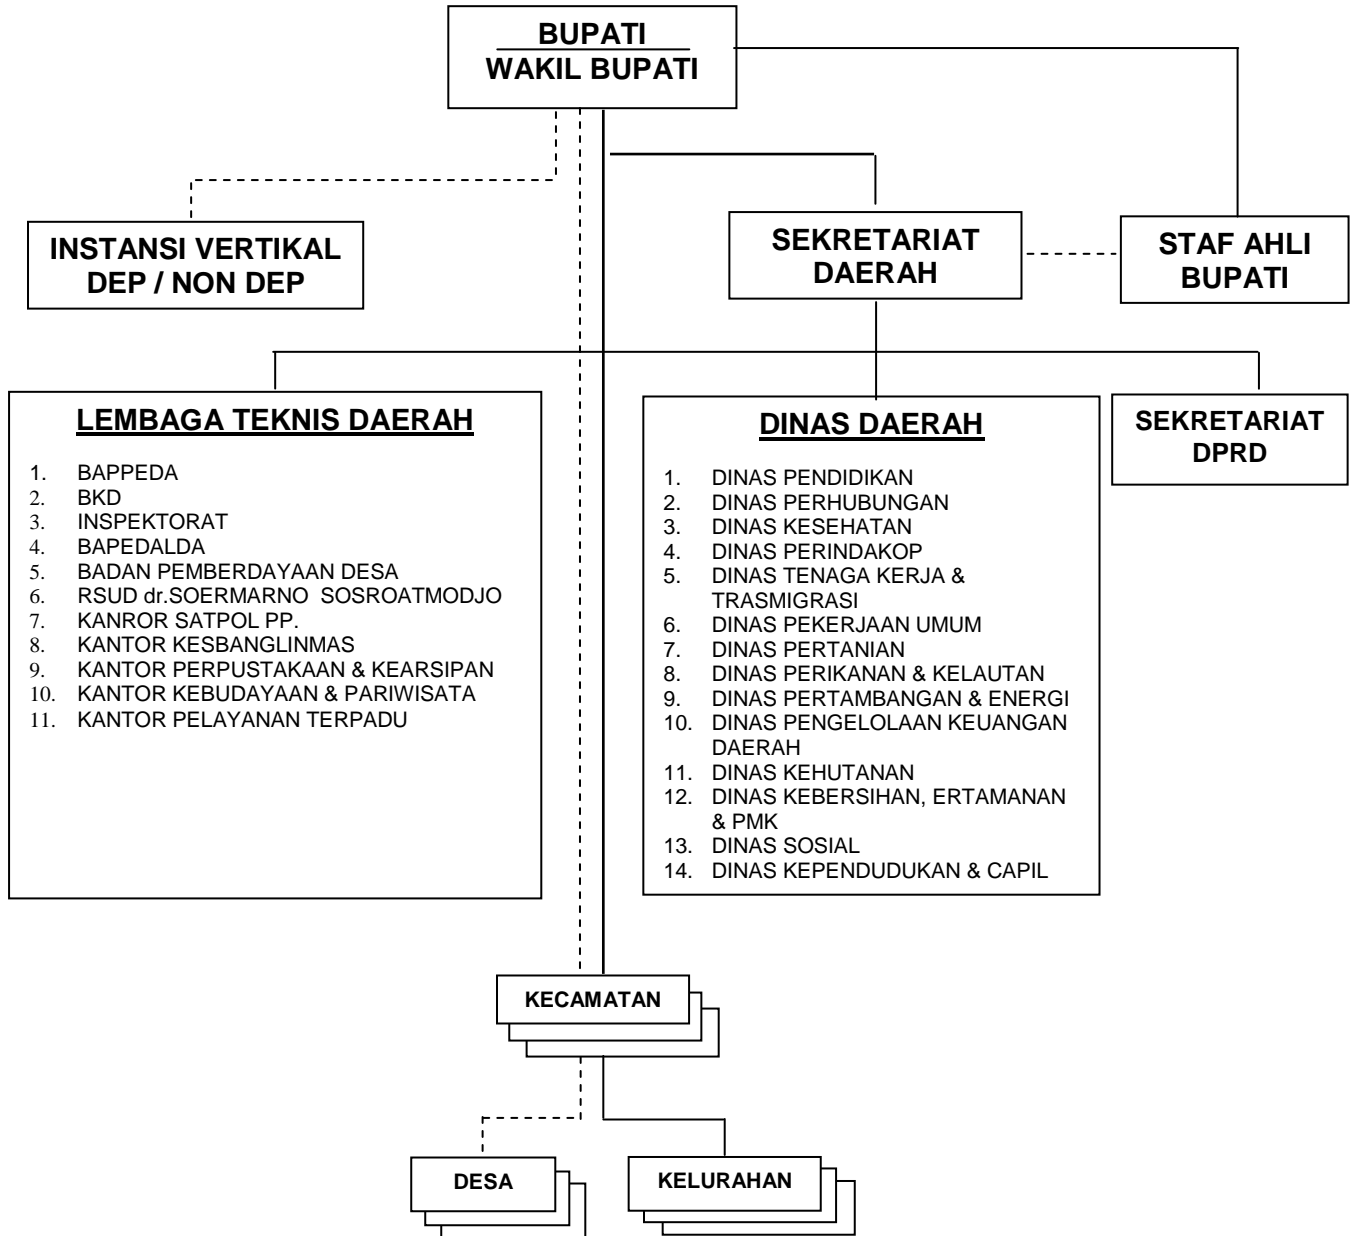 BUPATI
WAKIL BUPATI
INSTANSI VERTIKAL
DEP / NON DEP
SEKRETARIAT
DAERAH
STAF AHLI
BUPATI
LEMBAGA TEKNIS DAERAH
1. BAPPEDA
2. BKD
3. INSPEKTORAT
4. BAPEDALDA
5. BADAN PEMBERDAYAAN DESA
6. RSUD dr.SOERMARNO SOSROATMODJO
7. KANROR SATPOL PP.
8. KANTOR KESBANGLINMAS
9. KANTOR PERPUSTAKAAN & KEARSIPAN
10. KANTOR KEBUDAYAAN & PARIWISATA
11. KANTOR PELAYANAN TERPADU
DINAS DAERAH
1. DINAS PENDIDIKAN
2. DINAS PERHUBUNGAN
3. DINAS KESEHATAN
4. DINAS PERINDAKOP
5. DINAS TENAGA KERJA &
TRASMIGRASI
6. DINAS PEKERJAAN UMUM
7. DINAS PERTANIAN
8. DINAS PERIKANAN & KELAUTAN
9. DINAS PERTAMBANGAN & ENERGI
10. DINAS PENGELOLAAN KEUANGAN
DAERAH
11. DINAS KEHUTANAN
12. DINAS KEBERSIHAN, ERTAMANAN
& PMK
13. DINAS SOSIAL
14. DINAS KEPENDUDUKAN & CAPIL
SEKRETARIAT
DPRD
KECAMATAN
DESA
KELURAHAN